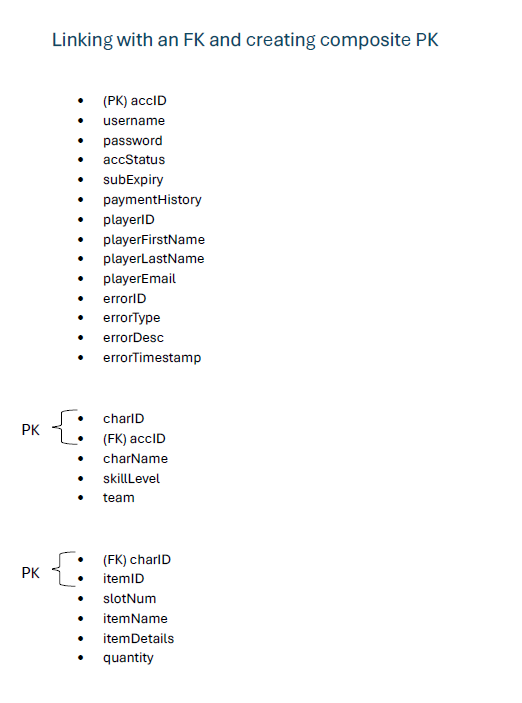 Linking with an FK and creating composite PK
• (PK) accID
• username
• password
• accStatus
• subExpiry
• paymentHistory
• playerID
• playerFirstName
• playerLastName
• playerEmail
• errorID
• errorType
• errorDesc
• errorTimestamp
PK
• charID
• (FK) accID
• charName
• skillLevel
• team
PK
• (FK) charID
• itemID
• slotNum
• itemName
• itemDetails
• quantity